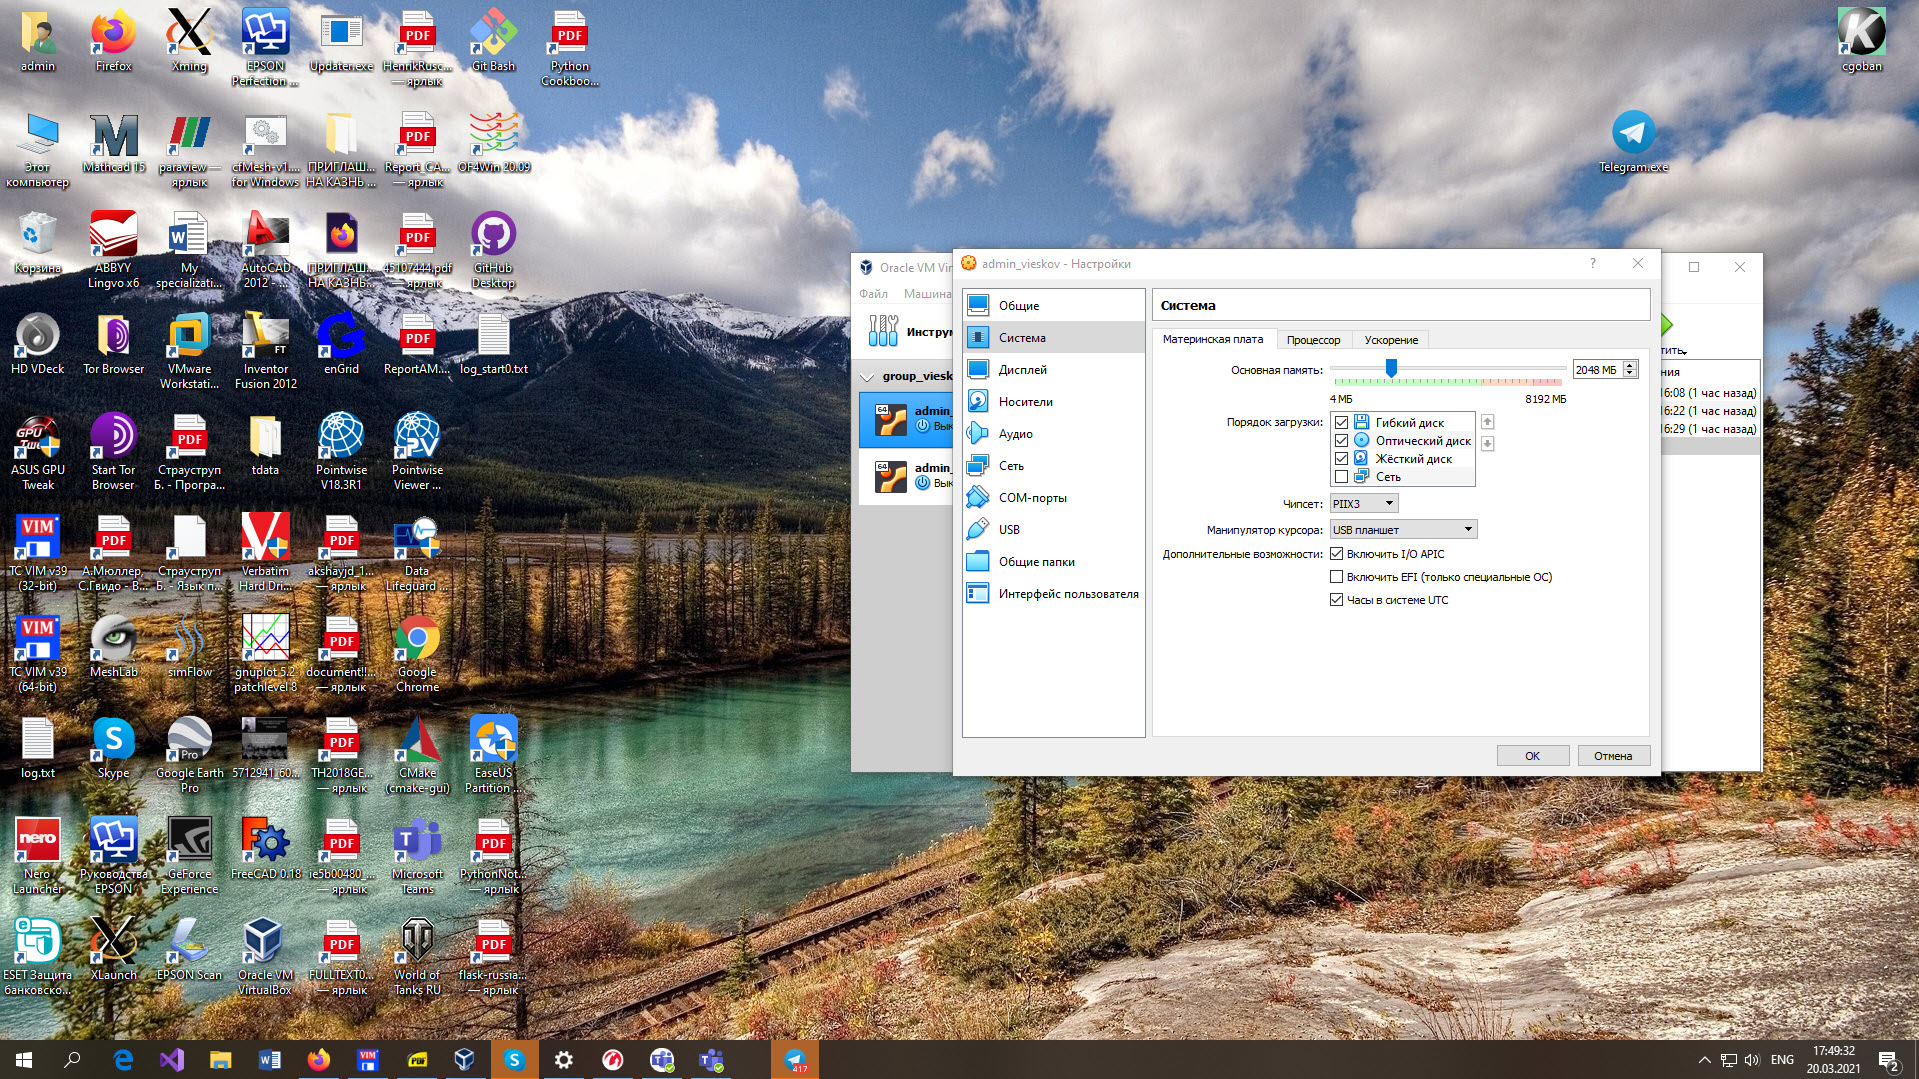 admin
Firefox
Xming
EPSON
Perfection ...
Updater.exe
HenrikRusc...
— ярлык
Git Bash
Python
Cookboo...
cgoban
Этот
компьютер
Mathcad 15
paraview —
ярлык
cfMesh-v1....
for Windows
ПРИГЛАШ...
НА КАЗНЬ ...
Report_CA...
— ярлык
OF4Win 20.09
Telegram.exe
Корзина
ABBYY
Lingvo x6
My
specializati...
AutoCAD
2012 - ...
ПРИГЛАШ...
НА КАЗНЬ...
45107444.pdf
— ярлык
GitHub
Desktop
HD VDeck
Tor Browser
VMware
Workstati...
Inventor
Fusion 2012
enGrid
ReportAM....
log_start0.txt
ASUS GPU
Tweak
Start Tor
Browser
Страуструп
Б. - Програ...
tdata
Pointwise
V18.3R1
Pointwise
Viewer ...
TC VIM v39
(32-bit)
А.Мюллер,
С.Гвидо - В...
Страуструп
Б. - Язык п...
Verbatim
Hard Dri...
akshayjd_1...
— ярлык
Data
Lifeguard ...
TC VIM v39
(64-bit)
MeshLab
simFlow
gnuplot 5.2
patchlevel 8
document!!...
— ярлык
Google
Chrome
log.txt
Skype
Google Earth
Pro
5712941_60...
TH2018GE...
— ярлык
CMake
(cmake-gui)
EaseUS
Partition ...
Nero
Launcher
Руководства
EPSON
GeForce
Experience
FreeCAD 0.18
ie5b00480_...
— ярлык
Microsoft
Teams
PythonNot...
— ярлык
ESET Защита
банковско...
XLaunch
EPSON Scan
Oracle VM
VirtualBox
FULLTEXT0...
— ярлык
World of
Tanks RU
flask-russia...
— ярлык
Oracle VM Vir
Файл Машина
Инструм
group_viesk
64 admin_
Вык
64 admin_
Вык
тить
ния
16:08 (1 час назад)
16:22 (1 час назад)
16:29 (1 час назад)
admin_vieskov - Настройки
?
Общие
Система
Дисплей
Носители
Аудио
Сеть
COM-порты
USB
Общие папки
Интерфейс пользователя
Система
Материнская плата Процессор Ускорение
Основная память: 2048 МБ
4 МБ 8192 МБ
Порядок загрузки: Гибкий диск
Оптический диск
Жёсткий диск
Сеть
Чипсет: PIIX3
Манипулятор курсора: USB планшет
Дополнительные возможности: Включить I/O APIC
Включить EFI (только специальные ОС)
Часы в системе UTC
OK Отмена
417
ENG
17:49:32
20.03.2021
2